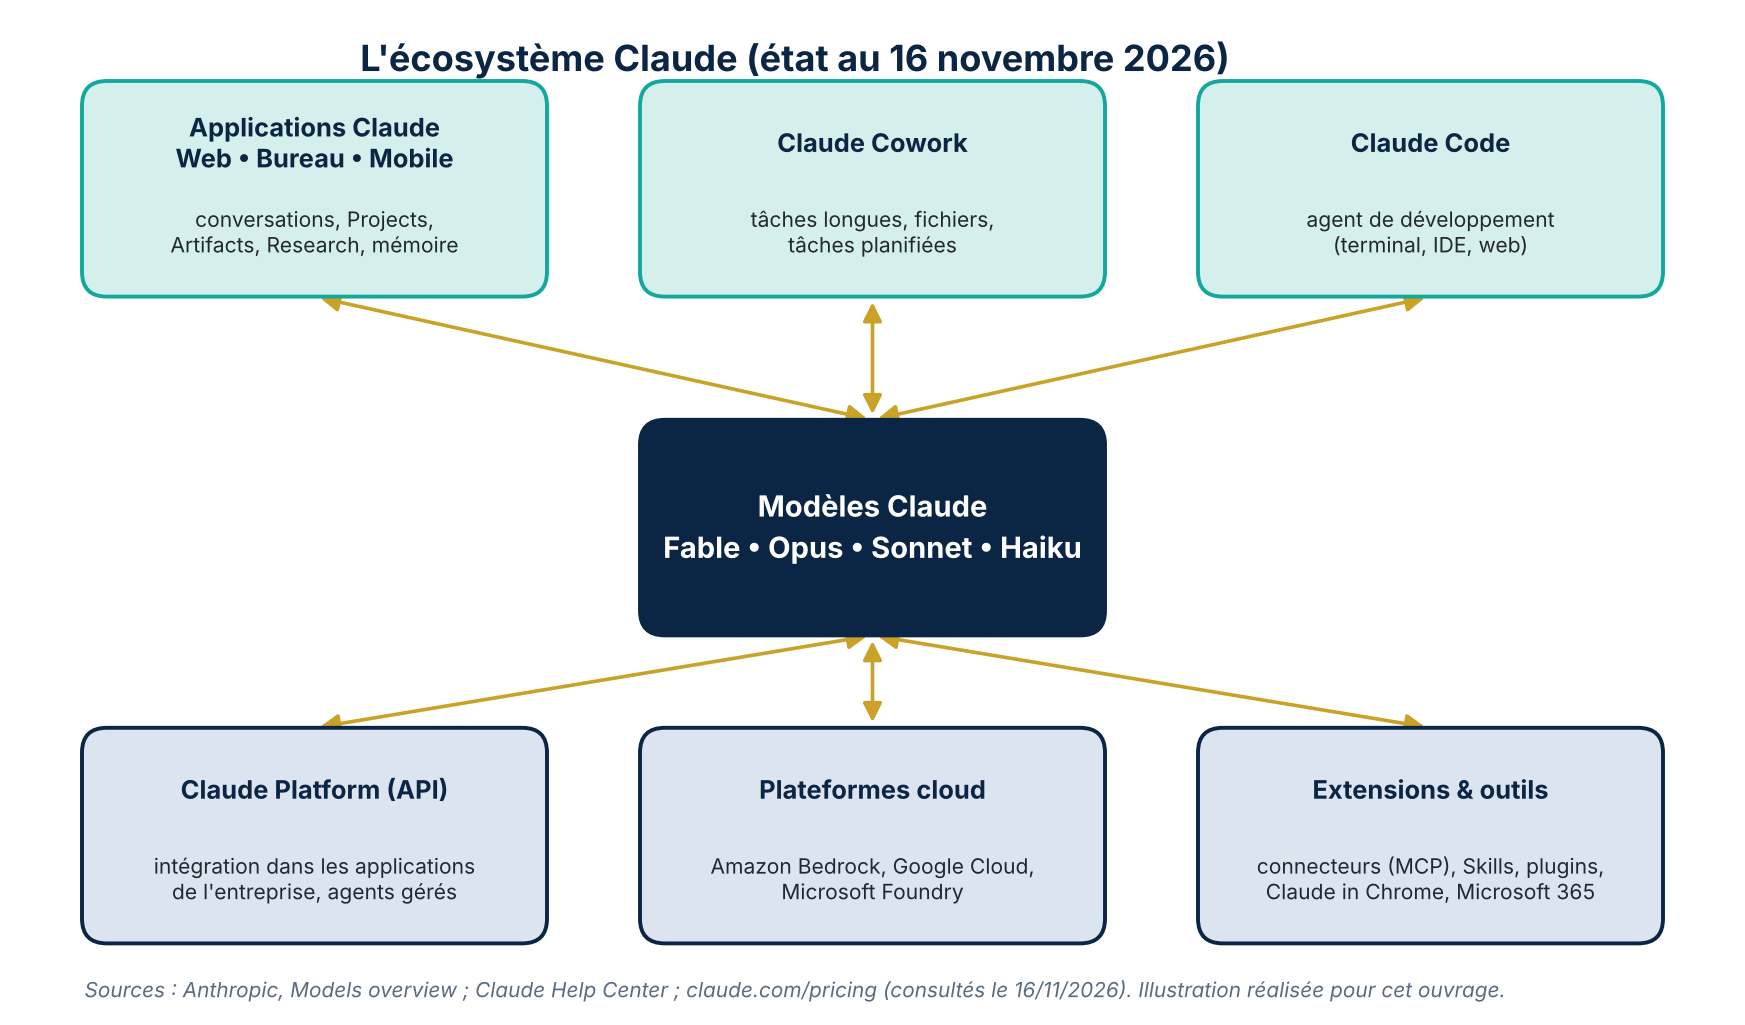 L'écosystème Claude (état au 16 novembre 2026)
Applications Claude
Web • Bureau • Mobile
conversations, Projects,
Artifacts, Research, mémoire
Claude Cowork
tâches longues, fichiers,
tâches planifiées
Claude Code
agent de développement
(terminal, IDE, web)
Modèles Claude
Fable • Opus • Sonnet • Haiku
Claude Platform (API)
intégration dans les applications
de l'entreprise, agents gérés
Plateformes cloud
Amazon Bedrock, Google Cloud,
Microsoft Foundry
Extensions & outils
connecteurs (MCP), Skills, plugins,
Claude in Chrome, Microsoft 365
Sources : Anthropic, Models overview ; Claude Help Center ; claude.com/pricing (consultés le 16/11/2026). Illustration réalisée pour cet ouvrage.